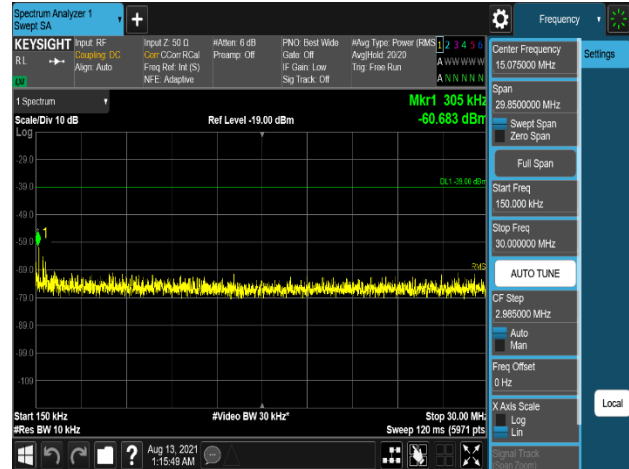 Spectrum Analyzer 1
Swept SA
Frequency
KEYSIGHT
RL
LXI
Input: RF
Coupling: DC
Align: Auto
Input Z: 50 Ω
Corr CCorr RCal
Freq Ref: Int (S)
NFE: Adaptive
#Atten: 6 dB
Preamp: Off
PNO: Best Wide
Gate: Off
IF Gain: Low
Sig Track: Off
#Avg Type: Power (RMS
Avg|Hold: 20/20
Trig: Free Run
1 2 3 4 5 6
A W W W W W
A N N N N N
1 Spectrum
Scale/Div 10 dB
Log
Ref Level -19.00 dBm
Mkr1 305 kHz
-60.683 dBm
-29.0
-39.0
-49.0
-59.0
-69.0
-79.0
-89.0
-99.0
-109
DL1 -39.00 dBm
1
RMS
Start 150 kHz
#Res BW 10 kHz
#Video BW 30 kHz*
Stop 30.00 MHz
Sweep 120 ms (5971 pts
?
Aug 13, 2021
1:15:49 AM
Center Frequency
15.075000 MHz
Span
29.8500000 MHz
Swept Span
Zero Span
Full Span
Start Freq
150.000 kHz
Stop Freq
30.000000 MHz
AUTO TUNE
CF Step
2.985000 MHz
Auto
Man
Freq Offset
0 Hz
X Axis Scale
Log
Lin
Signal Track
(Span Zoom)
Settings
Local